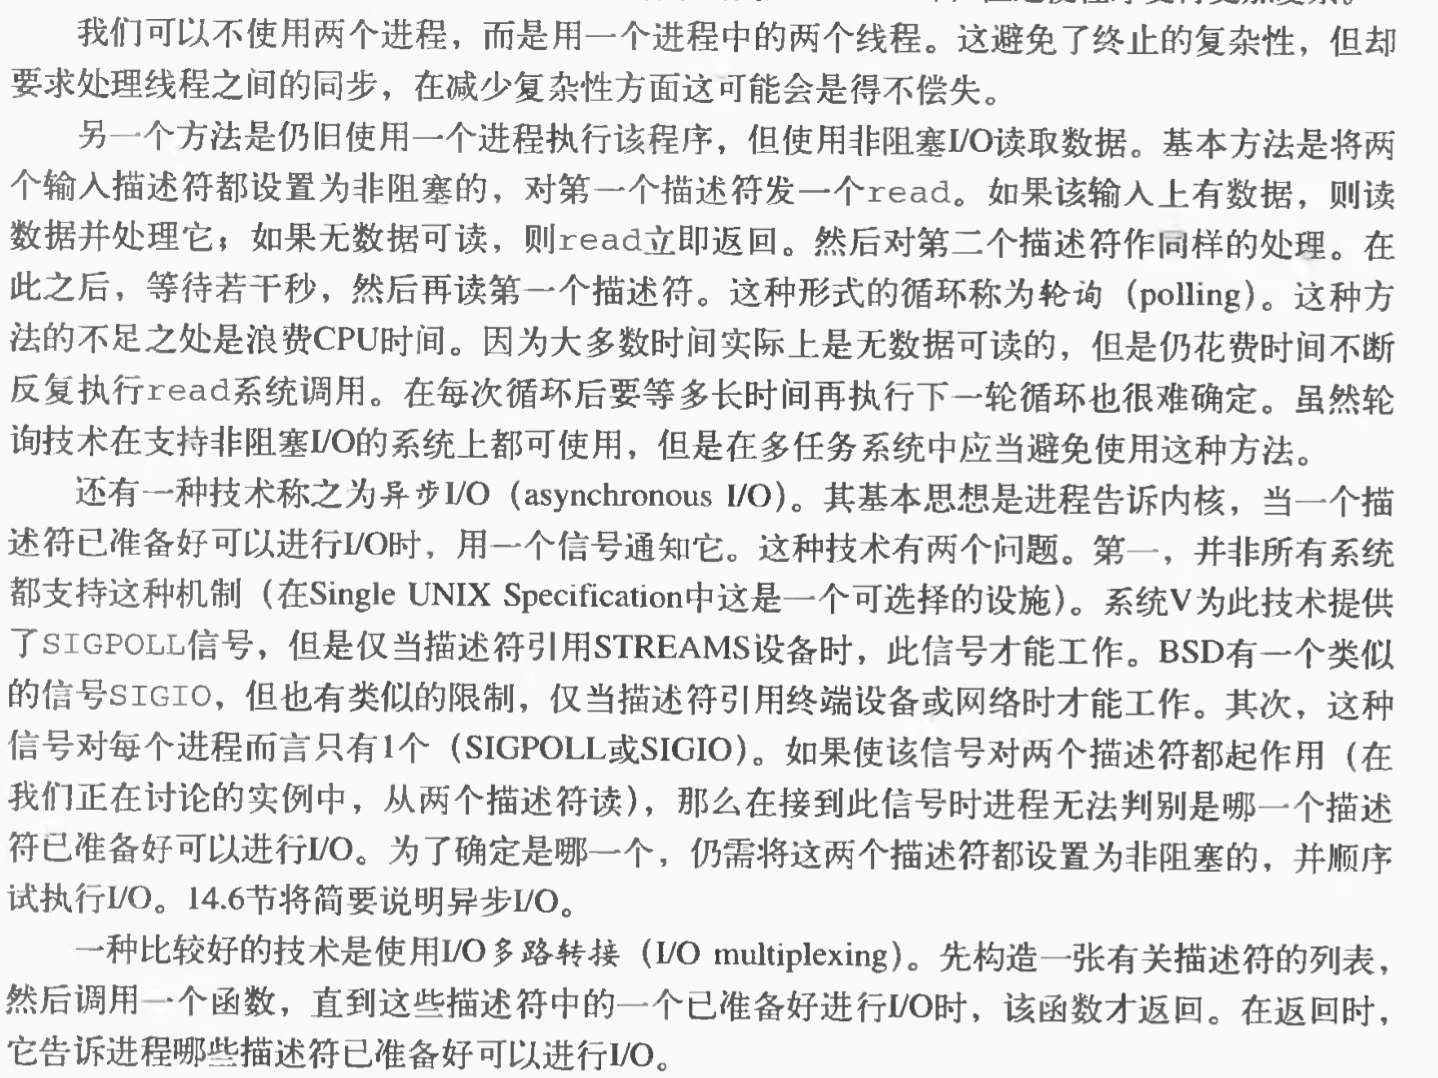 我们可以不使用两个进程，而是用一个进程中的两个线程。这避免了终止的复杂性，但却
要求处理线程之间的同步，在减少复杂性方面这可能会是得不偿失。
另一个方法是仍旧使用一个进程执行该程序，但使用非阻塞I/O读取数据。基本方法是将两
个输入描述符都设置为非阻塞的，对第一个描述符发一个read。如果该输入上有数据，则读
数据并处理它；如果无数据可读，则read立即返回。然后对第二个描述符作同样的处理。在
此之后，等待若干秒，然后再读第一个描述符。这种形式的循环称为轮询（polling）。这种方
法的不足之处是浪费CPU时间。因为大多数时间实际上是无数据可读的，但是仍花费时间不断
反复执行read系统调用。在每次循环后要等多长时间再执行下一轮循环也很难确定。虽然轮
询技术在支持非阻塞I/O的系统上都可使用，但是在多任务系统中应当避免使用这种方法。
还有一种技术称之为异步I/O（asynchronous I/O）。其基本思想是进程告诉内核，当一个描
述符已准备好可以进行I/O时，用一个信号通知它。这种技术有两个问题。第一，并非所有系统
都支持这种机制（在Single UNIX Specification中这是一个可选择的设施）。系统V为此技术提供
了SIGPOLL信号，但是仅当描述符引用STREAMS设备时，此信号才能工作。BSD有一个类似
的信号SIGIO，但也有类似的限制，仅当描述符引用终端设备或网络时才能工作。其次，这种
信号对每个进程而言只有1个（SIGPOLL或SIGIO）。如果使该信号对两个描述符都起作用（在
我们正在讨论的实例中，从两个描述符读），那么在接到此信号时进程无法判别是哪一个描述
符已准备好可以进行I/O。为了确定是哪一个，仍需将这两个描述符都设置为非阻塞的，并顺序
试执行I/O。14.6节将简要说明异步I/O。
一种比较好的技术是使用I/O多路转接（I/O multiplexing）。先构造一张有关描述符的列表，
然后调用一个函数，直到这些描述符中的一个已准备好进行I/O时，该函数才返回。在返回时，
它告诉进程哪些描述符已准备好可以进行I/O。